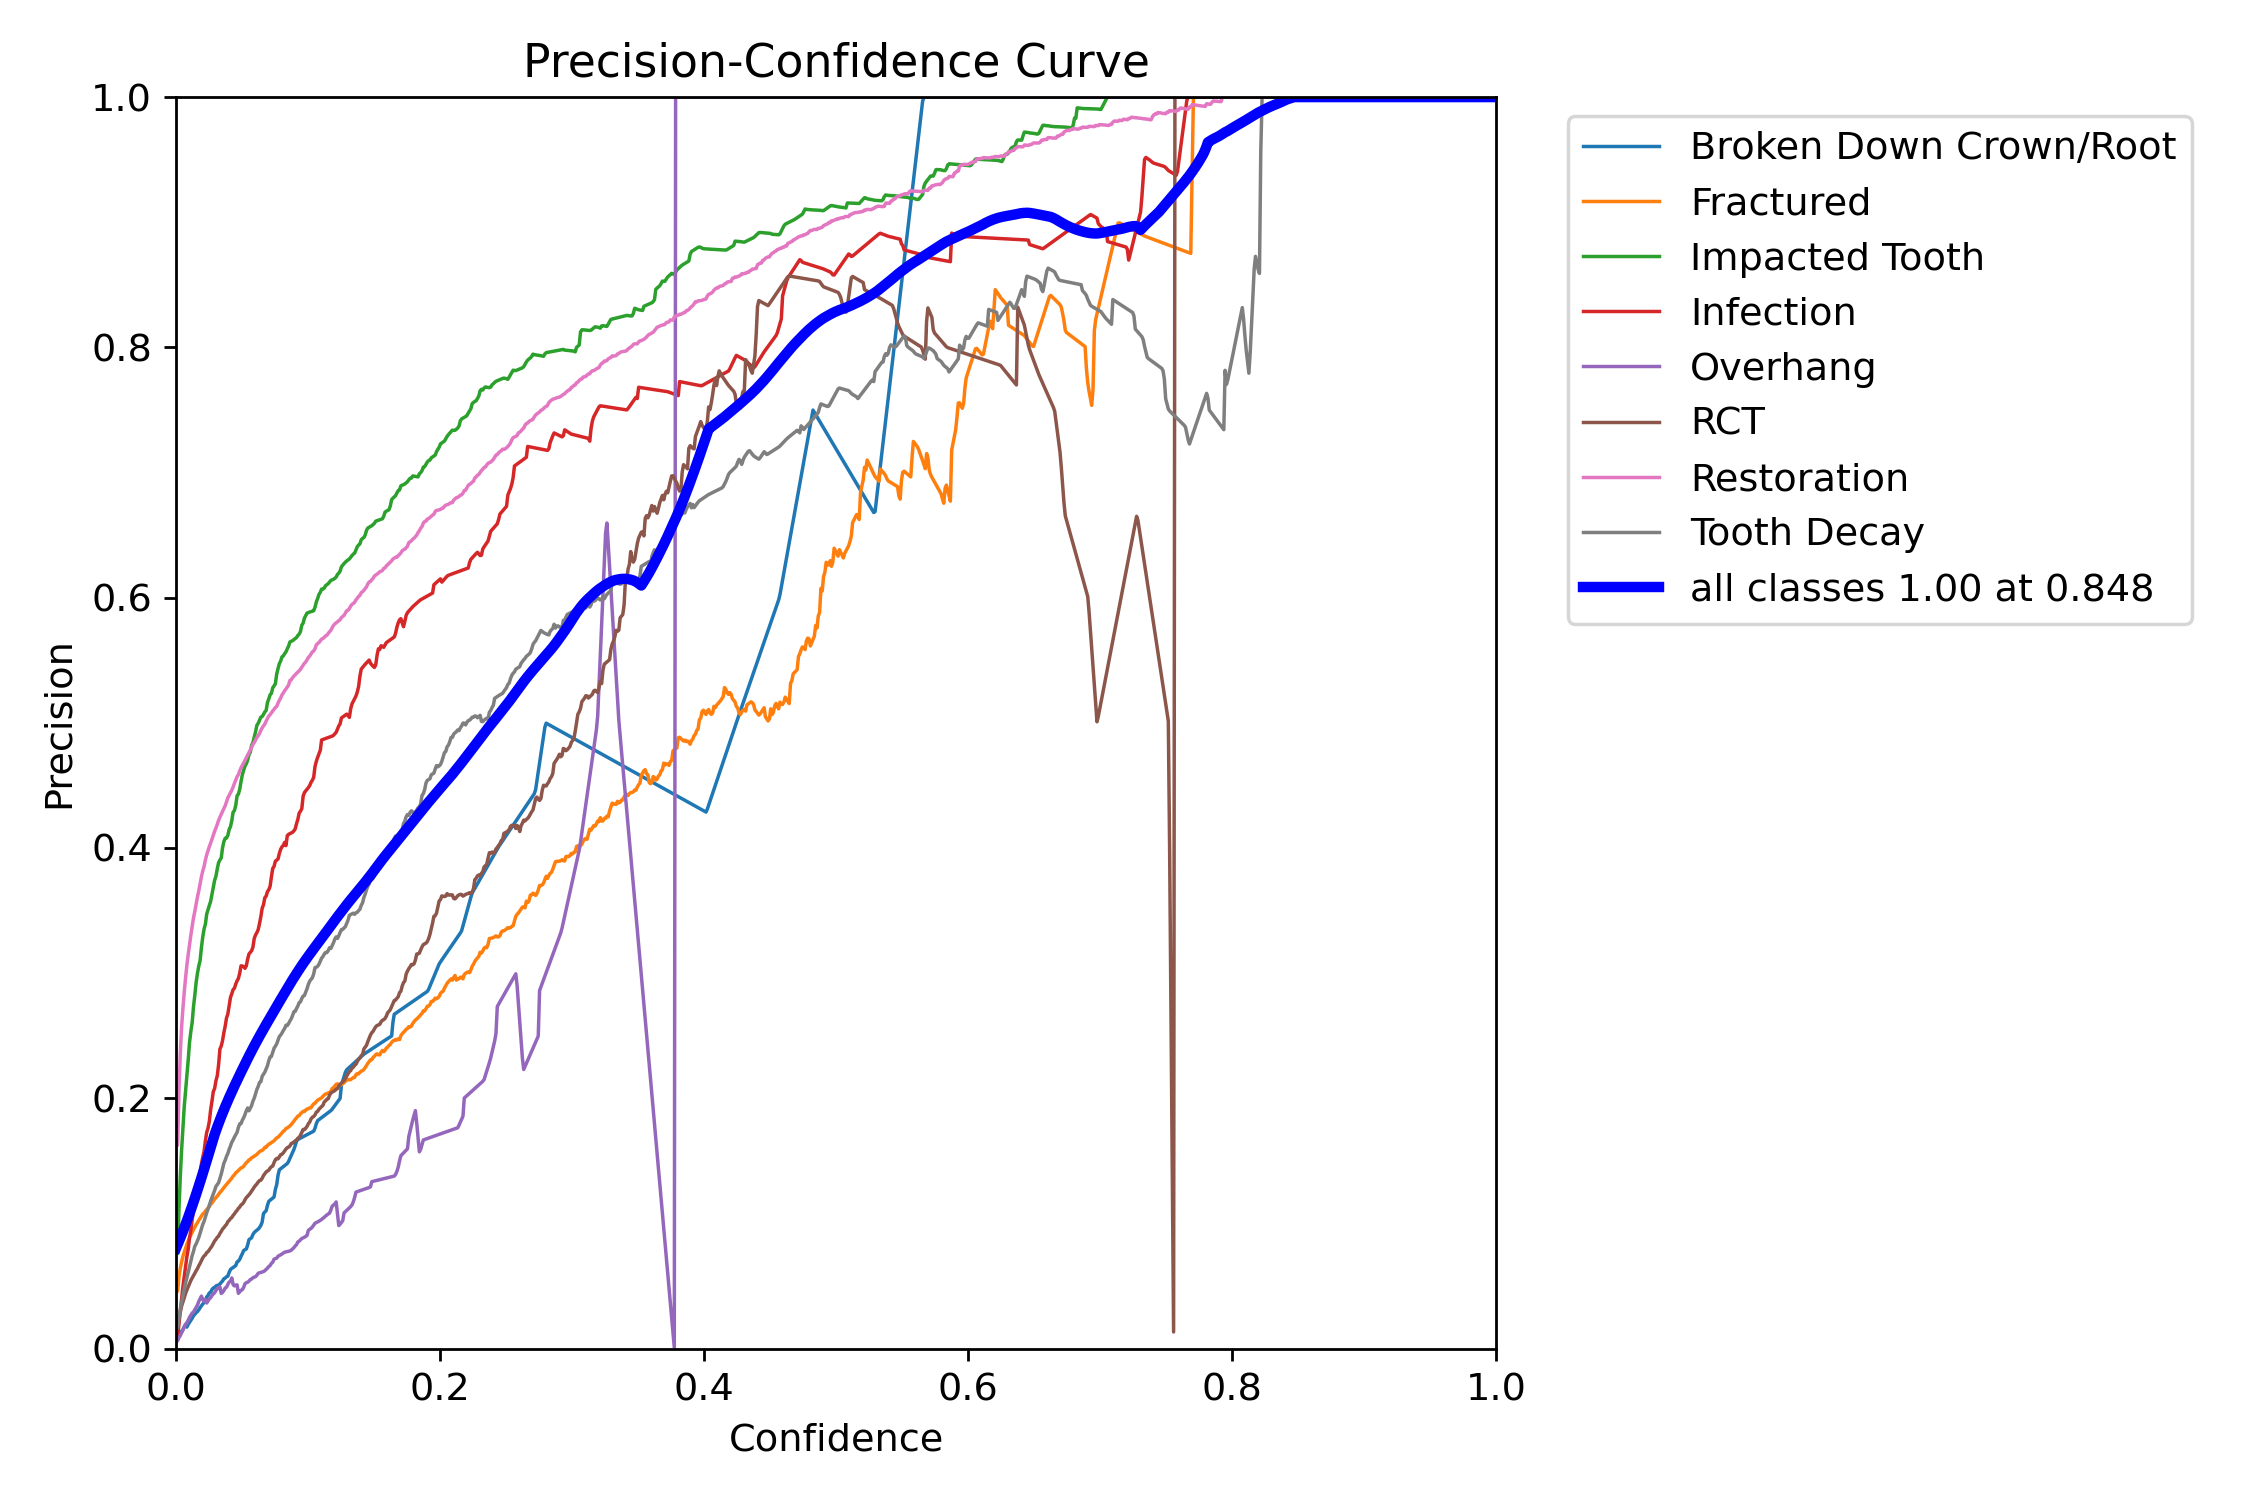 Precision-Confidence Curve
1.0
0.8
0.6
0.4
0.2
0.0
Precision
0.0 0.2 0.4 0.6 0.8 1.0
Confidence
Broken Down Crown/Root
Fractured
Impacted Tooth
Infection
Overhang
RCT
Restoration
Tooth Decay
all classes 1.00 at 0.848